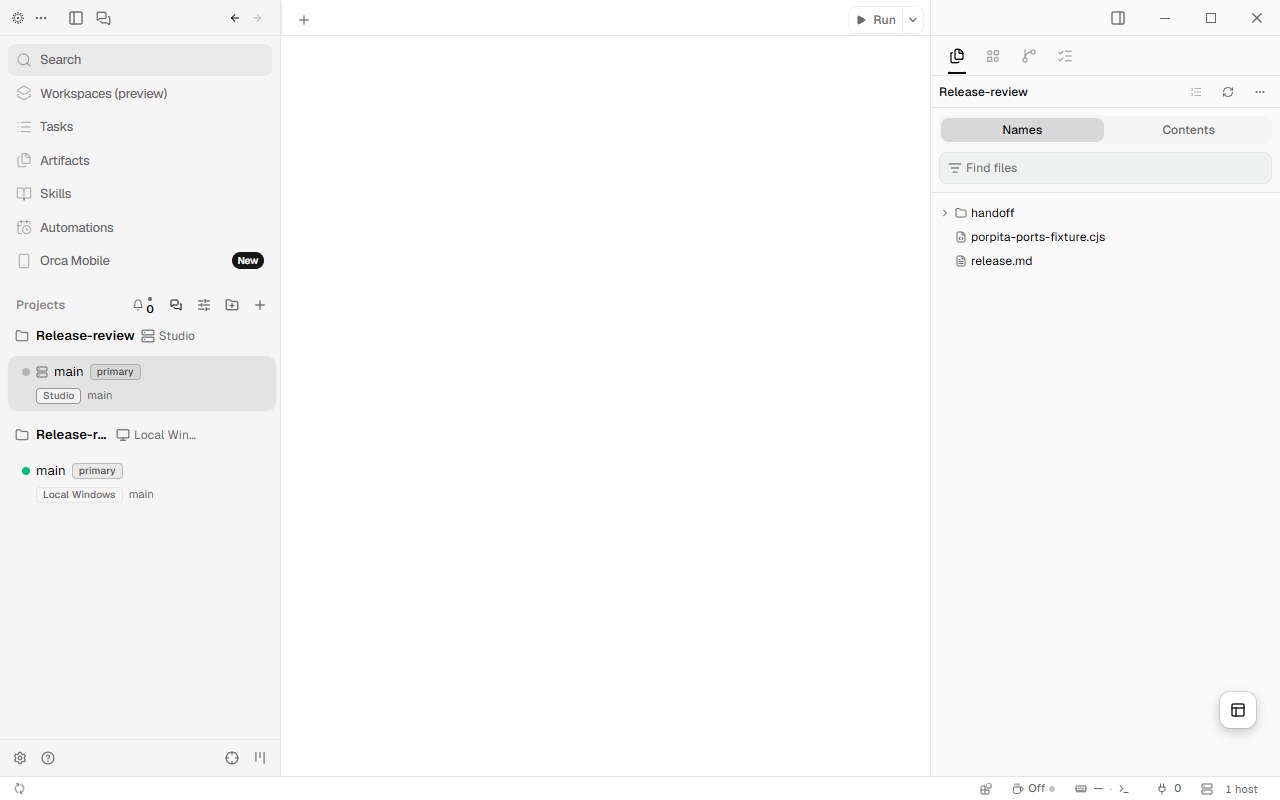 Run
Search
Workspaces (preview)
Tasks
Artifacts
Skills
Automations
Orca Mobile
New
Projects
0
Release-review
Studio
main
primary
Studio
main
Release-r...
Local Win...
main
primary
Local Windows
main
Release-review
Names
Contents
Find files
handoff
porpita-ports-fixture.cjs
release.md
Off
0
1 host